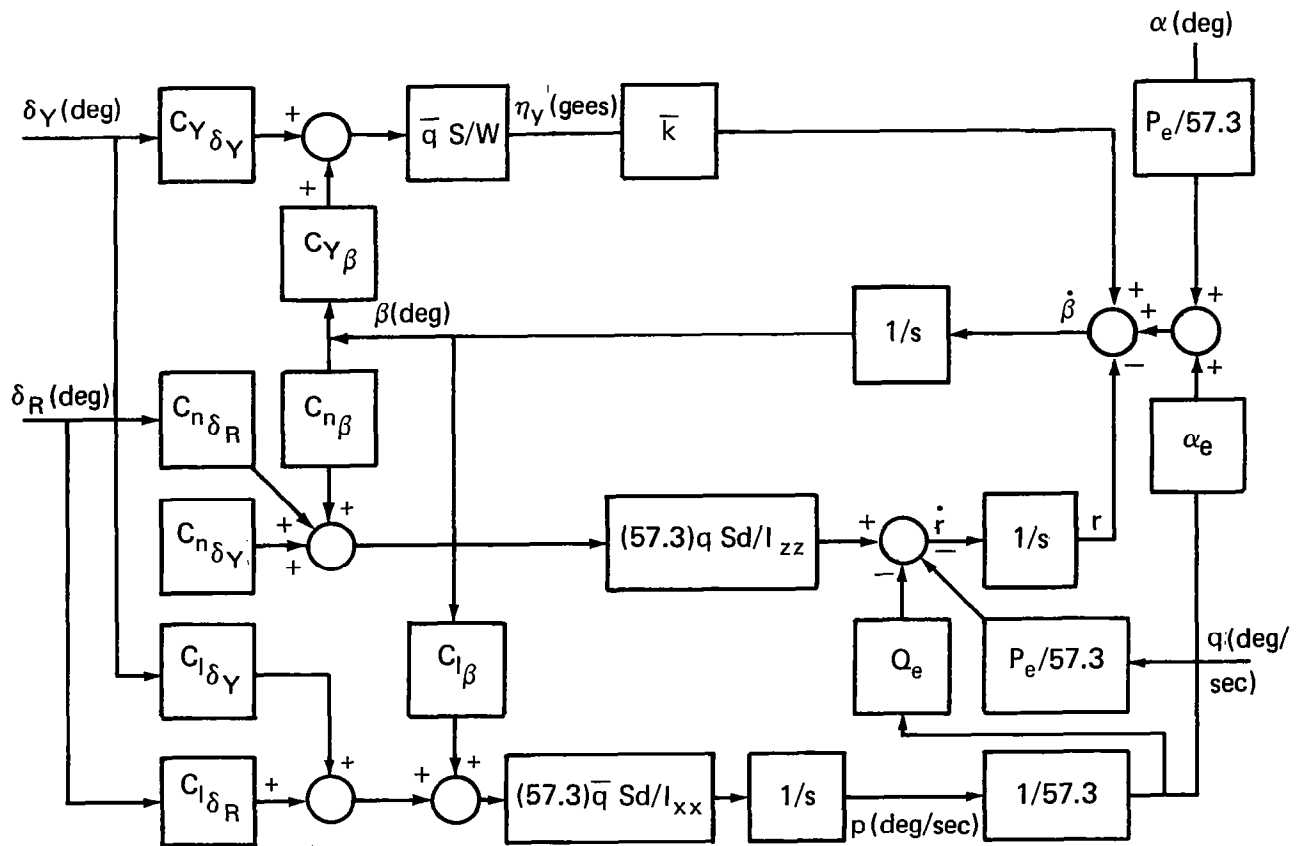 α (deg)
δY (deg)
CYδY
+
q̅ S/W
ηy' (gees)
k̅
Pe/57.3
+
CYβ
β (deg)
1/s
β̇
+
+
−
+
+
δR (deg)
CnδR
Cnβ
αe
CnδY
+
+
+
(57.3)q Sd/Izz
+
−
ṙ
−
1/s
r
ClδY
Clβ
Qe
Pe/57.3
q (deg/
sec)
ClδR
+
+
+
+
(57.3)q̅ Sd/Ixx
1/s
p (deg/sec)
1/57.3